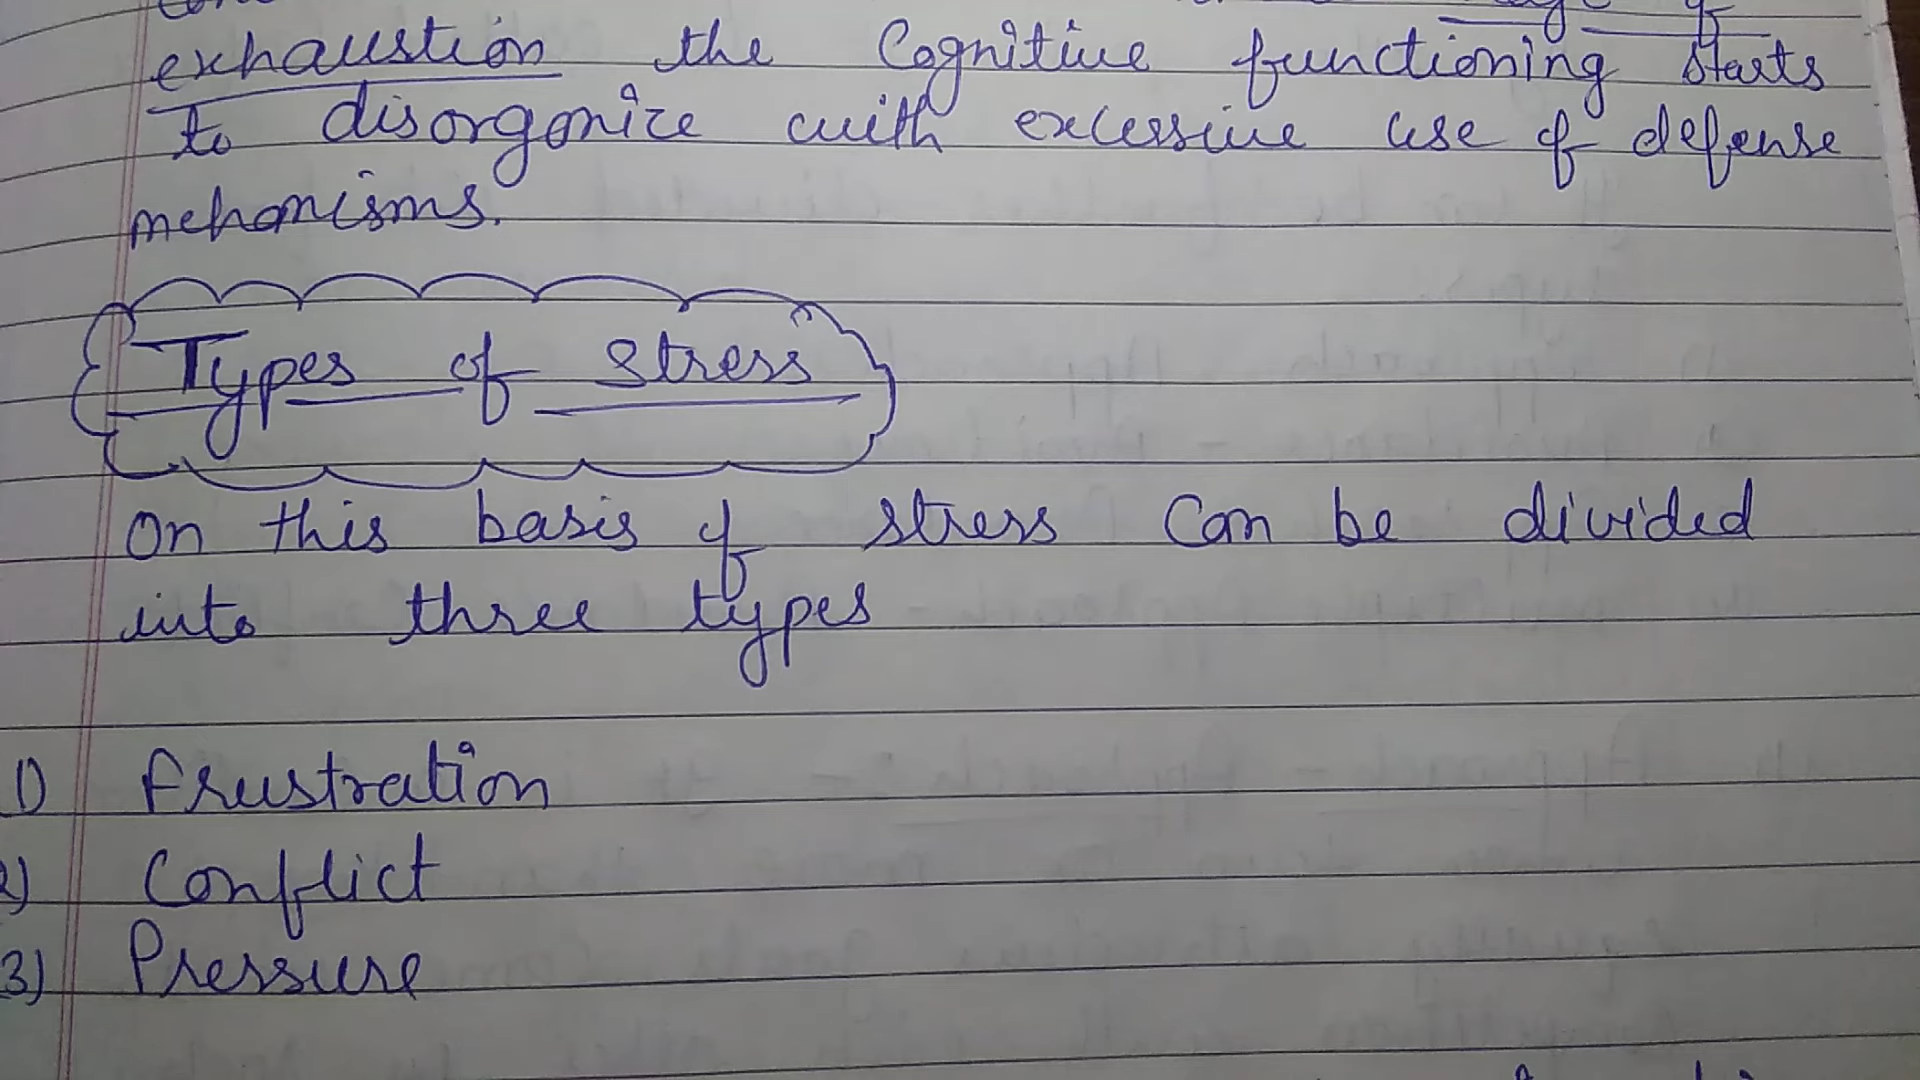 exhaustion the Cognitive functioning starts
to disorganize with excessive use of defense
mehanisms.
Types of stress
On this basis of stress Can be divided
into three types
1) Frustration
2) Conflict
3) Pressure